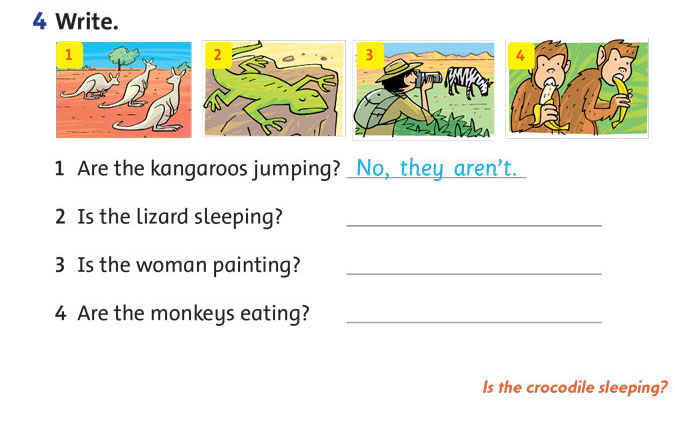 4 Write.
1 2 3 4
1 Are the kangaroos jumping? No, they aren't.
2 Is the lizard sleeping?
3 Is the woman painting?
4 Are the monkeys eating?
Is the crocodile sleeping?